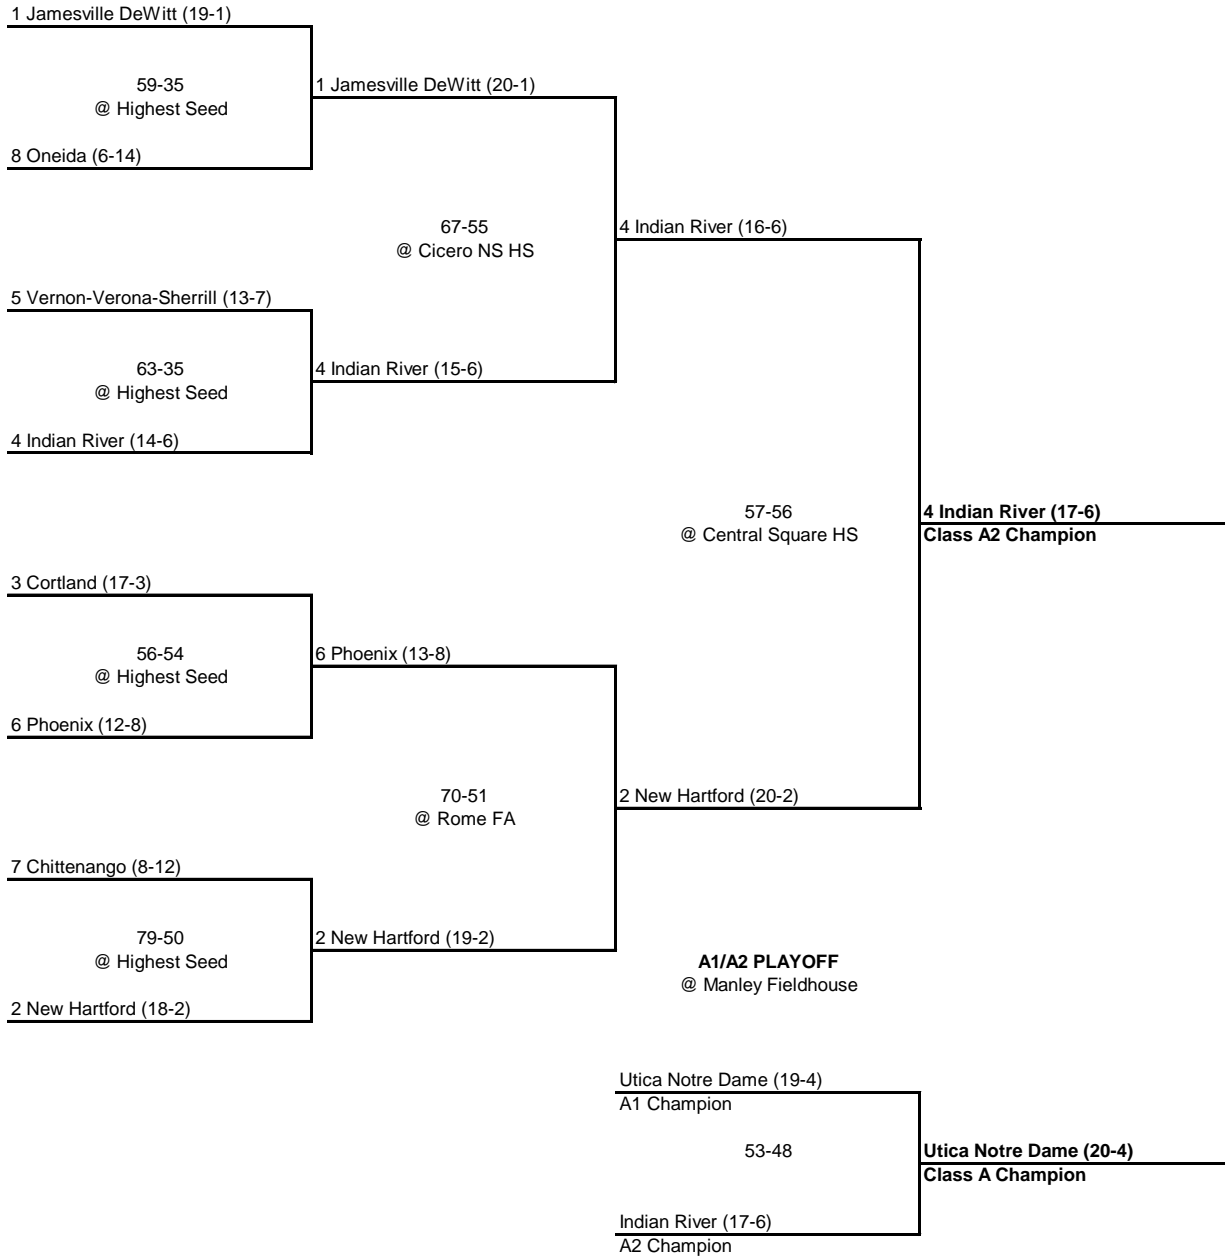 1 Jamesville DeWitt (19-1)
59-35
@ Highest Seed
1 Jamesville DeWitt (20-1)
8 Oneida (6-14)
67-55
@ Cicero NS HS
4 Indian River (16-6)
5 Vernon-Verona-Sherrill (13-7)
63-35
@ Highest Seed
4 Indian River (15-6)
4 Indian River (14-6)
57-56
@ Central Square HS
4 Indian River (17-6)
Class A2 Champion
3 Cortland (17-3)
56-54
@ Highest Seed
6 Phoenix (13-8)
6 Phoenix (12-8)
70-51
@ Rome FA
2 New Hartford (20-2)
7 Chittenango (8-12)
79-50
@ Highest Seed
2 New Hartford (19-2)
2 New Hartford (18-2)
A1/A2 PLAYOFF
@ Manley Fieldhouse
Utica Notre Dame (19-4)
A1 Champion
53-48
Utica Notre Dame (20-4)
Class A Champion
Indian River (17-6)
A2 Champion